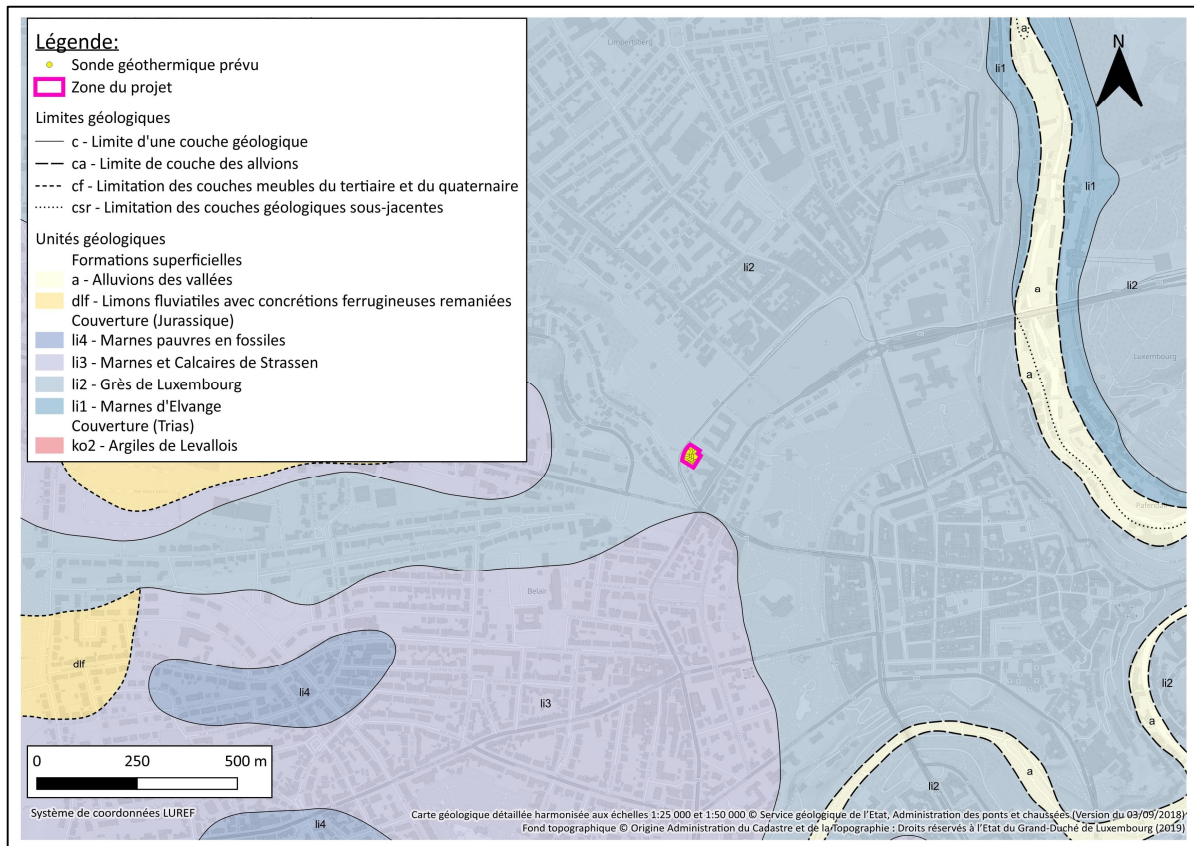 Légende:
Sonde géothermique prévu
Zone du projet
Limites géologiques
c - Limite d'une couche géologique
ca - Limite de couche des allvions
cf - Limitation des couches meubles du tertiaire et du quaternaire
csr - Limitation des couches géologiques sous-jacentes
Unités géologiques
Formations superficielles
a - Alluvions des vallées
dlf - Limons fluviatiles avec concrétions ferrugineuses remaniées
Couverture (Jurassique)
li4 - Marnes pauvres en fossiles
li3 - Marnes et Calcaires de Strassen
li2 - Grès de Luxembourg
li1 - Marnes d'Elvange
Couverture (Trias)
ko2 - Argiles de Levallois
Limpertsberg
a
N
li1
li1
li2
li2
a
Luxembourg
a
Pafendall
Belair
dlf
li4
li3
li2
a
a
li2
li4
0 250 500 m
Système de coordonnées LUREF
Carte géologique détaillée harmonisée aux échelles 1:25 000 et 1:50 000 © Service géologique de l'Etat, Administration des ponts et chaussées (Version du 03/09/2018)
Fond topographique © Origine Administration du Cadastre et de la Topographie : Droits réservés à l'Etat du Grand-Duché de Luxembourg (2019)